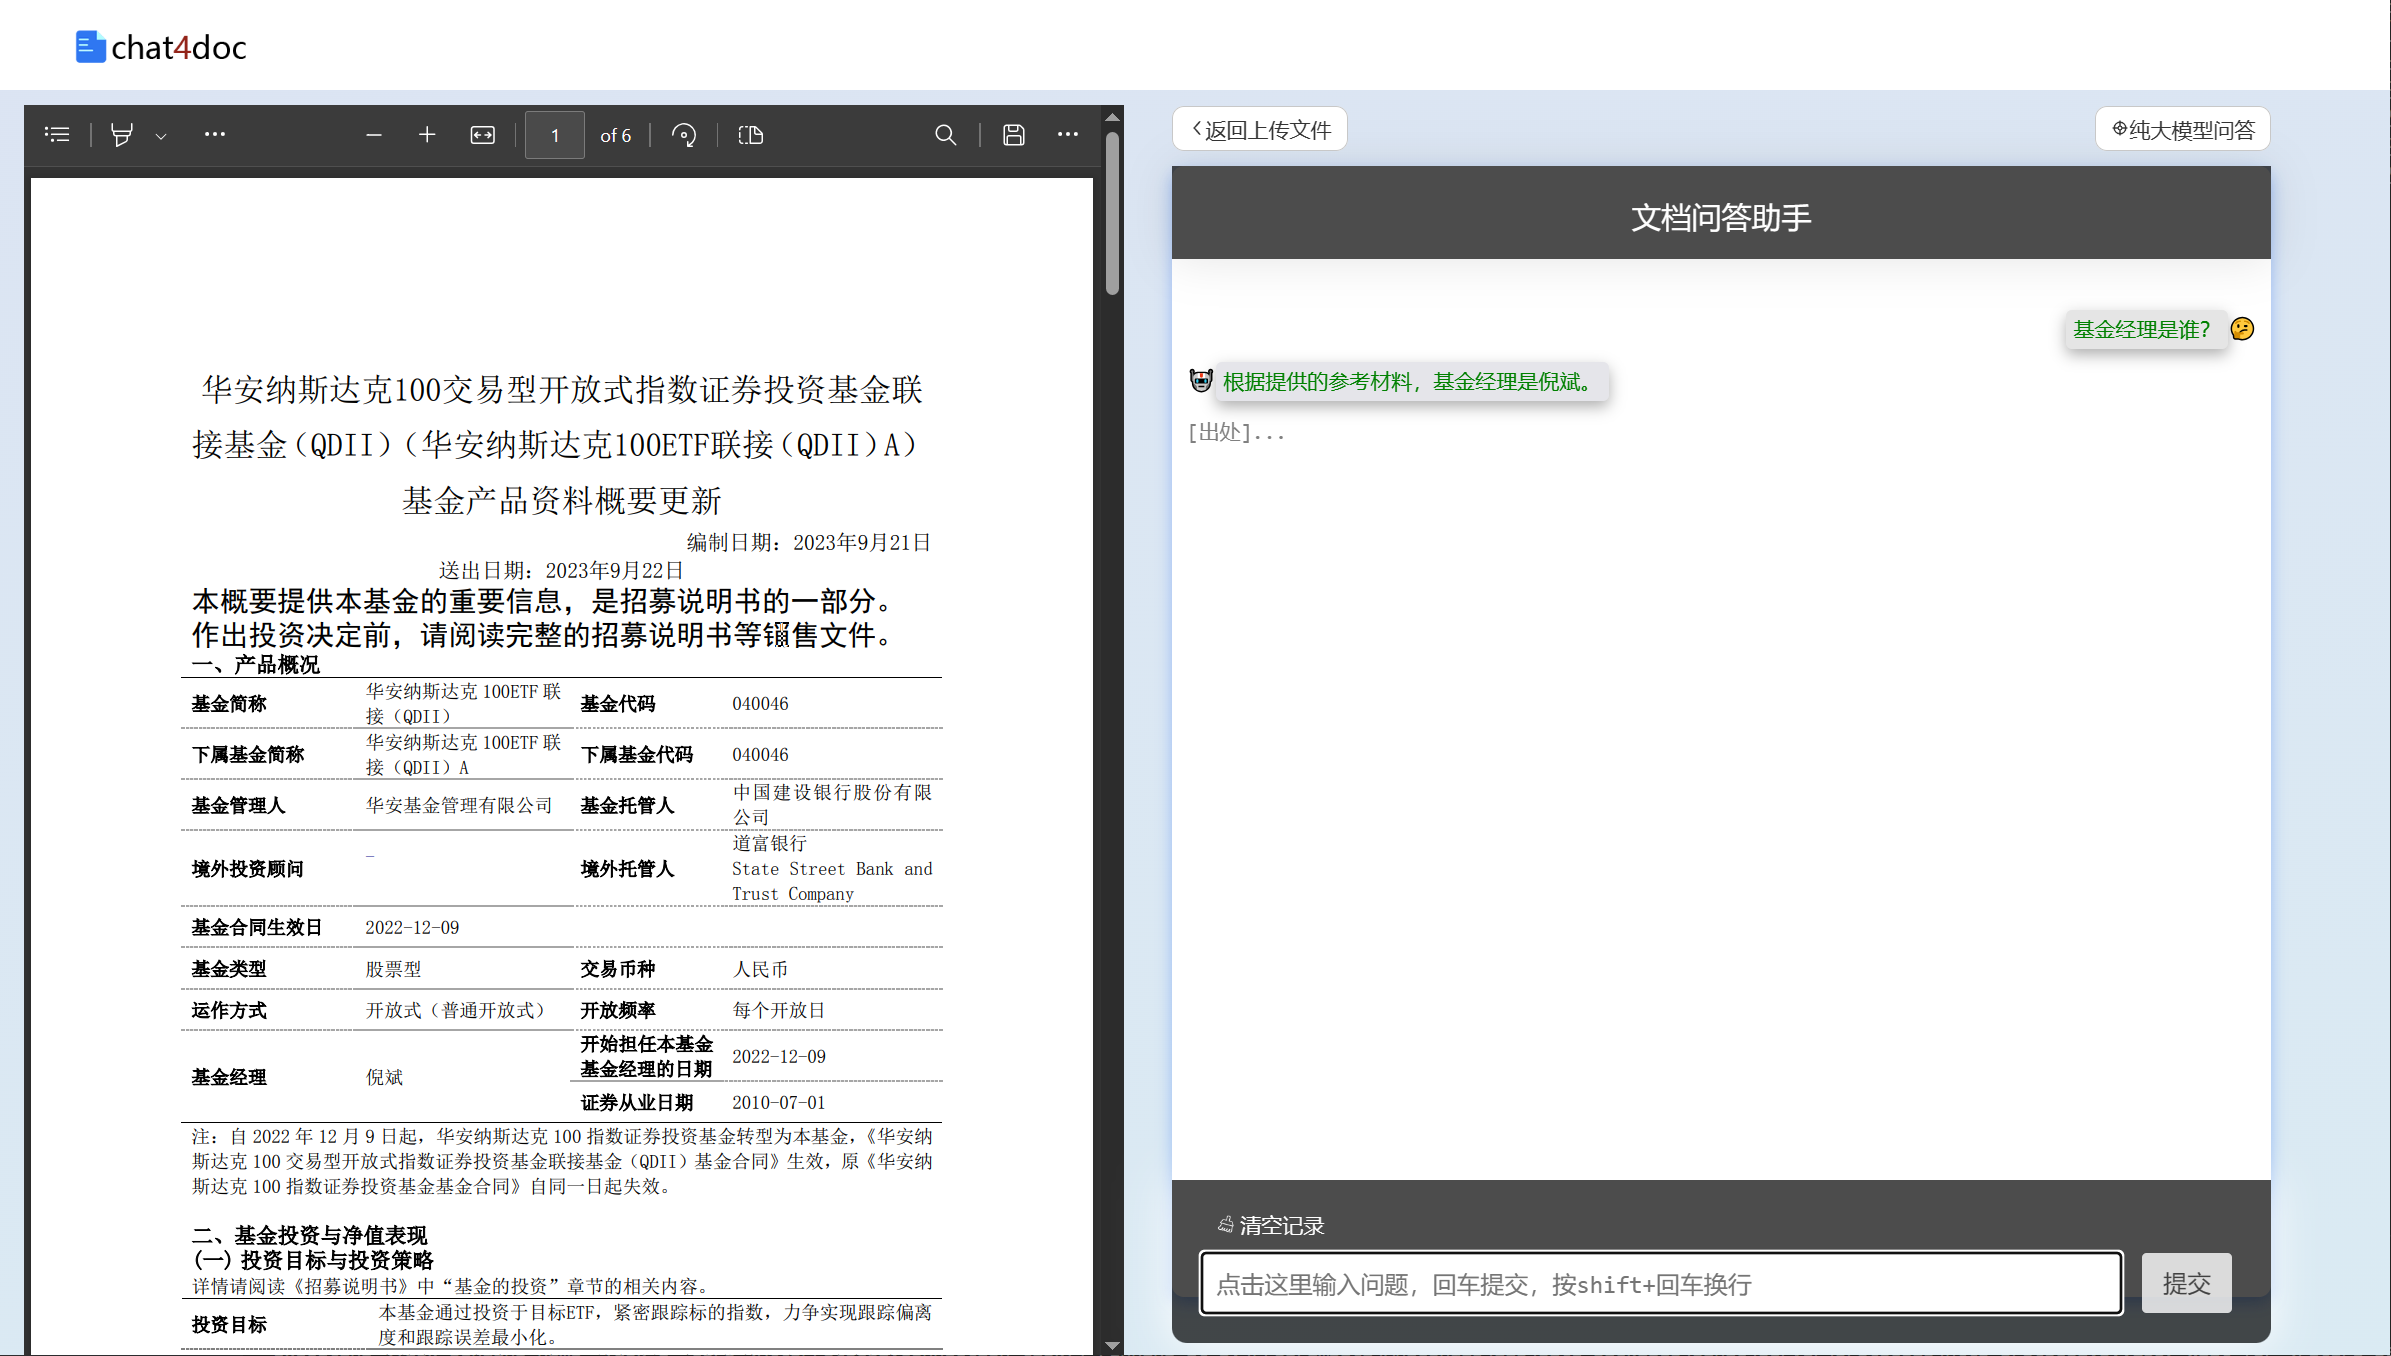 chat4doc
1 of 6
华安纳斯达克100交易型开放式指数证券投资基金联
接基金（QDII）（华安纳斯达克100ETF联接（QDII）A）
基金产品资料概要更新
编制日期：2023年9月21日
送出日期：2023年9月22日
本概要提供本基金的重要信息，是招募说明书的一部分。
作出投资决定前，请阅读完整的招募说明书等销售文件。
一、产品概况
基金简称 华安纳斯达克 100ETF 联接（QDII） 基金代码 040046
下属基金简称 华安纳斯达克 100ETF 联接（QDII）A 下属基金代码 040046
基金管理人 华安基金管理有限公司 基金托管人 中国建设银行股份有限公司
境外投资顾问 – 境外托管人 道富银行 State Street Bank and Trust Company
基金合同生效日 2022-12-09
基金类型 股票型 交易币种 人民币
运作方式 开放式（普通开放式） 开放频率 每个开放日
基金经理 倪斌 开始担任本基金基金经理的日期 2022-12-09
证券从业日期 2010-07-01
注：自 2022 年 12 月 9 日起，华安纳斯达克 100 指数证券投资基金转型为本基金，《华安纳
斯达克 100 交易型开放式指数证券投资基金联接基金（QDII）基金合同》生效，原《华安纳
斯达克 100 指数证券投资基金基金合同》自同一日起失效。
二、基金投资与净值表现
(一) 投资目标与投资策略
详情请阅读《招募说明书》中“基金的投资”章节的相关内容。
投资目标 本基金通过投资于目标ETF，紧密跟踪标的指数，力争实现跟踪偏离
度和跟踪误差最小化。
返回上传文件
纯大模型问答
文档问答助手
基金经理是谁？
根据提供的参考材料，基金经理是倪斌。
[出处]...
清空记录
点击这里输入问题，回车提交，按shift+回车换行
提交